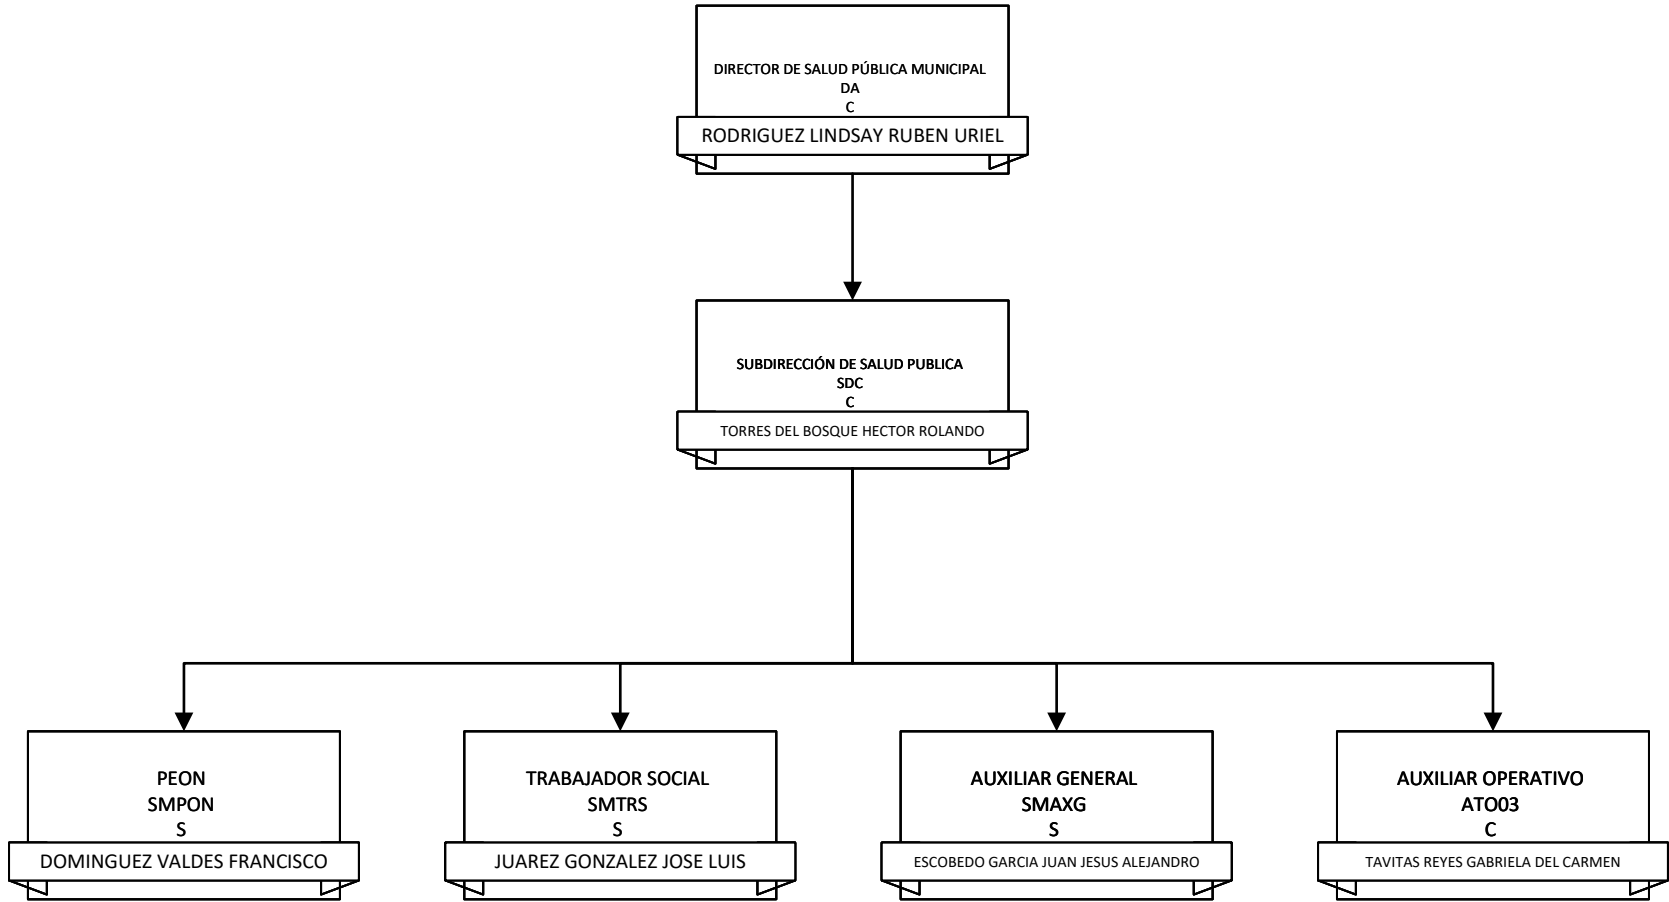 DIRECTOR DE SALUD PÚBLICA MUNICIPAL
DA
C
RODRIGUEZ LINDSAY RUBEN URIEL
SUBDIRECCIÓN DE SALUD PUBLICA
SDC
C
TORRES DEL BOSQUE HECTOR ROLANDO
PEON
SMPON
S
DOMINGUEZ VALDES FRANCISCO
TRABAJADOR SOCIAL
SMTRS
S
JUAREZ GONZALEZ JOSE LUIS
AUXILIAR GENERAL
SMAXG
S
ESCOBEDO GARCIA JUAN JESUS ALEJANDRO
AUXILIAR OPERATIVO
ATO03
C
TAVITAS REYES GABRIELA DEL CARMEN